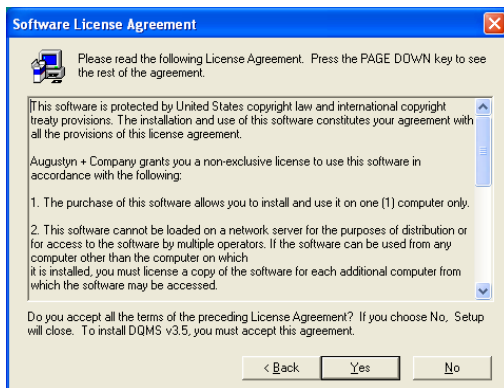 Software License Agreement
Please read the following License Agreement. Press the PAGE DOWN key to see
the rest of the agreement.
This software is protected by United States copyright law and international copyright
treaty provisions. The installation and use of this software constitutes your agreement with
all the provisions of this license agreement.
Augustyn + Company grants you a non-exclusive license to use this software in
accordance with the following:
1. The purchase of this software allows you to install and use it on one (1) computer only.
2. This software cannot be loaded on a network server for the purposes of distribution or
for access to the software by multiple operators. If the software can be used from any
computer other than the computer on which
it is installed, you must license a copy of the software for each additional computer from
which the software may be accessed.
Do you accept all the terms of the preceding License Agreement? If you choose No, Setup
will close. To install DQMS v3.5, you must accept this agreement.
< Back
Yes
No